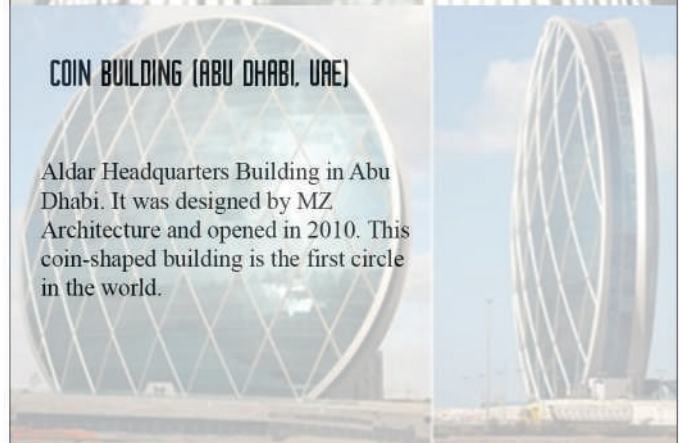 COIN BUILDING (ABU DHABI, UAE)
Aldar Headquarters Building in Abu
Dhabi. It was designed by MZ
Architecture and opened in 2010. This
coin-shaped building is the first circle
in the world.